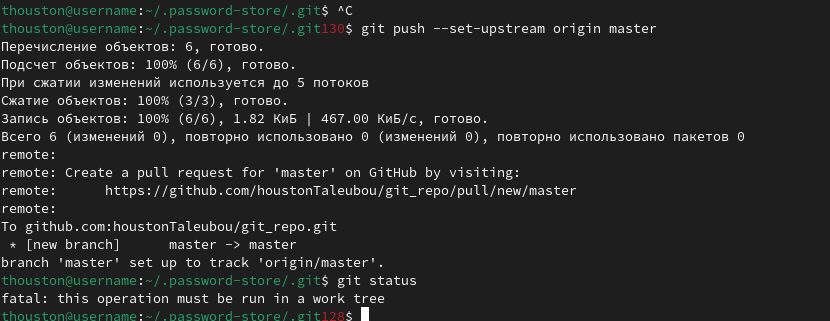 thouston@username:~/.password-store/.git$ ^C
thouston@username:~/.password-store/.git130$ git push --set-upstream origin master
Перечисление объектов: 6, готово.
Подсчет объектов: 100% (6/6), готово.
При сжатии изменений используется до 5 потоков
Сжатие объектов: 100% (3/3), готово.
Запись объектов: 100% (6/6), 1.82 КиБ | 467.00 КиБ/с, готово.
Всего 6 (изменений 0), повторно использовано 0 (изменений 0), повторно использовано пакетов 0
remote:
remote: Create a pull request for 'master' on GitHub by visiting:
remote:      https://github.com/houstonTaleubou/git_repo/pull/new/master
remote:
To github.com:houstonTaleubou/git_repo.git
 * [new branch]      master -> master
branch 'master' set up to track 'origin/master'.
thouston@username:~/.password-store/.git$ git status
fatal: this operation must be run in a work tree
thouston@username:~/.password-store/.git128$